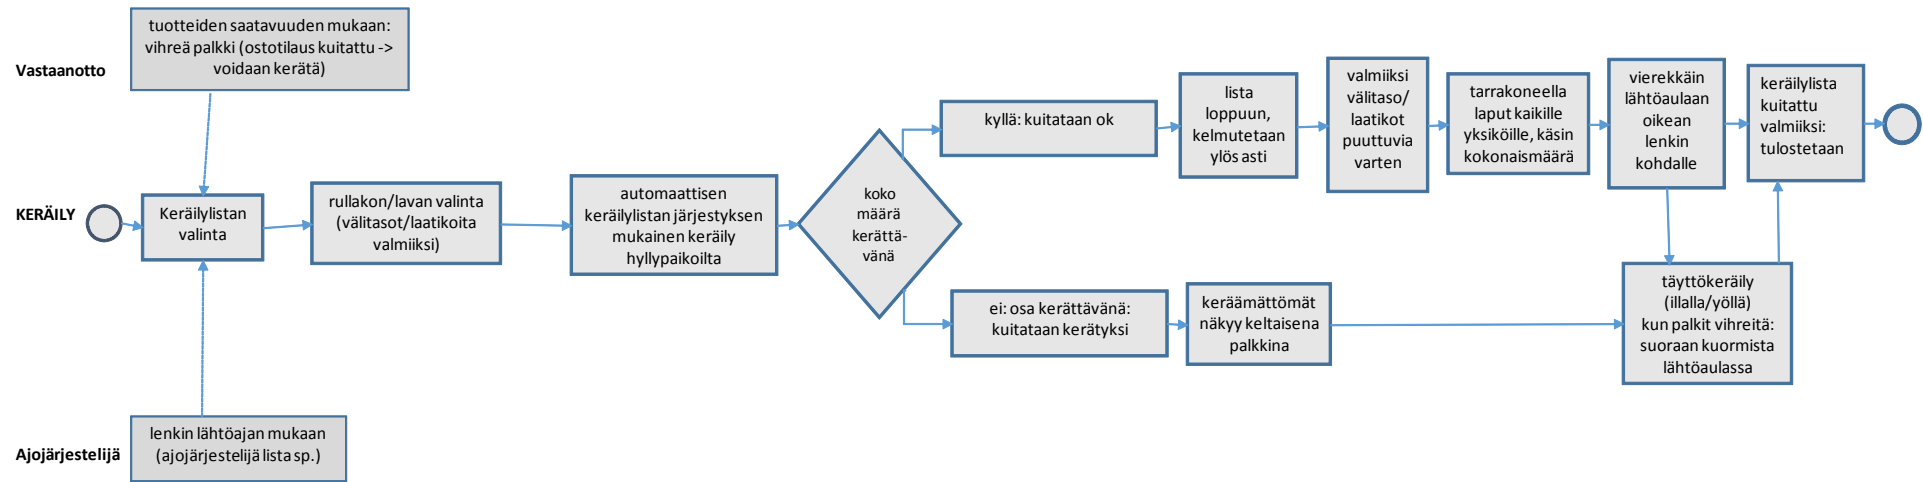 Vastaanotto
tuotteiden saatavuuden mukaan:
vihreä palkki (ostotilaus kuitattu ->
voidaan kerätä)
KERÄILY
Keräilylistan
valinta
rullakon/lavan valinta
(välitasot/laatikoita
valmiiksi)
automaattisen
keräilylistan järjestyksen
mukainen keräily
hyllypaikoilta
koko
määrä
kerättä-
vänä
kyllä: kuitataan ok
lista
loppuun,
kelmutetaan
ylös asti
valmiiksi
välitaso/
laatikot
puuttuvia
varten
tarrakoneella
laput kaikille
yksiköille, käsin
kokonaismäärä
vierekkäin
lähtöaulaan
oikean
lenkin
kohdalle
keräilylista
kuitattu
valmiiksi:
tulostetaan
ei: osa kerättävänä:
kuitataan kerätyksi
keräämättömät
näkyy keltaisena
palkkina
täyttökeräily
(illalla/yöllä)
kun palkit vihreitä:
suoraan kuormista
lähtöaulassa
Ajojärjestelijä
lenkin lähtöajan mukaan
(ajojärjestelijä lista sp.)